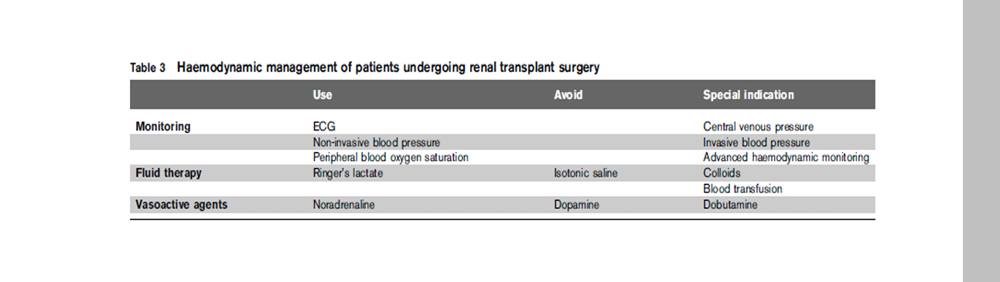 Table 3 Haemodynamic management of patients undergoing renal transplant surgery
Use Avoid Special indication
Monitoring ECG Central venous pressure
Non-invasive blood pressure Invasive blood pressure
Peripheral blood oxygen saturation Advanced haemodynamic monitoring
Fluid therapy Ringer's lactate Isotonic saline Colloids
Blood transfusion
Vasoactive agents Noradrenaline Dopamine Dobutamine